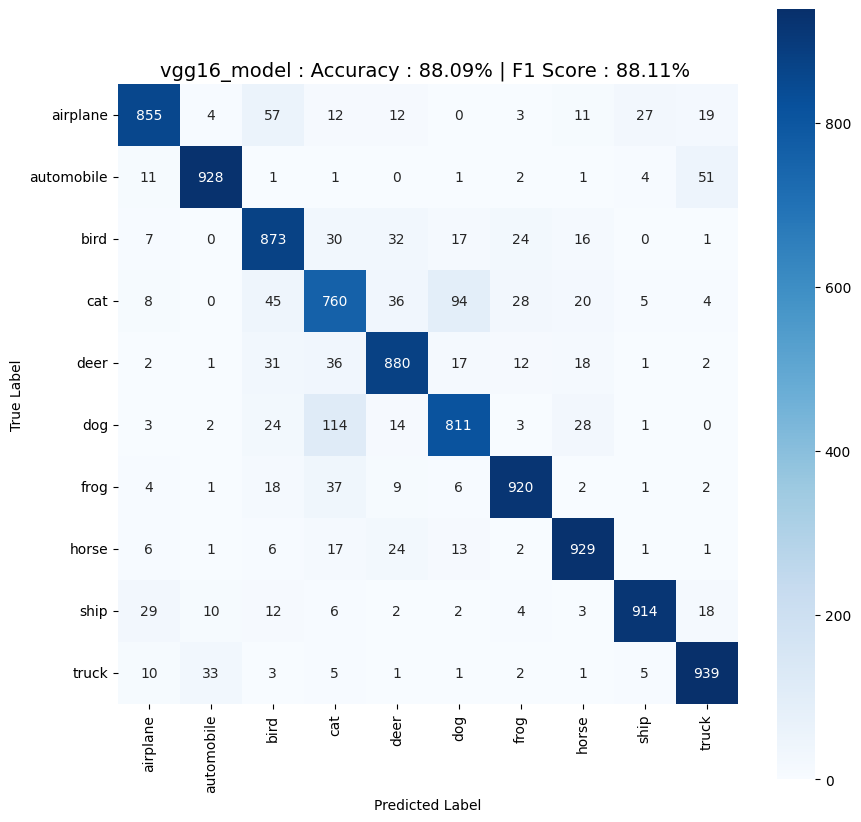 vgg16_model : Accuracy : 88.09% | F1 Score : 88.11%
airplane 855 4 57 12 12 0 3 11 27 19
automobile 11 928 1 1 0 1 2 1 4 51
bird 7 0 873 30 32 17 24 16 0 1
cat 8 0 45 760 36 94 28 20 5 4
deer 2 1 31 36 880 17 12 18 1 2
dog 3 2 24 114 14 811 3 28 1 0
frog 4 1 18 37 9 6 920 2 1 2
horse 6 1 6 17 24 13 2 929 1 1
ship 29 10 12 6 2 2 4 3 914 18
truck 10 33 3 5 1 1 2 1 5 939
airplane automobile bird cat deer dog frog horse ship truck
True Label
Predicted Label
800
600
400
200
0